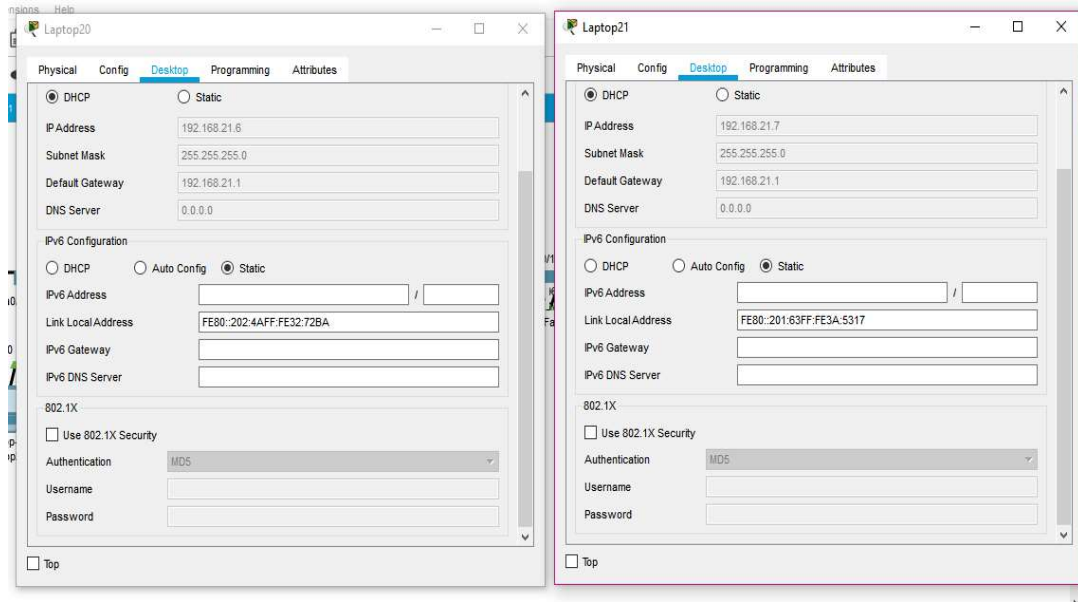 ensions Help
Laptop20
Physical Config Desktop Programming Attributes
DHCP Static
IP Address 192.168.21.6
Subnet Mask 255.255.255.0
Default Gateway 192.168.21.1
DNS Server 0.0.0.0
IPv6 Configuration
DHCP Auto Config Static
IPv6 Address /
Link Local Address FE80::202:4AFF:FE32:72BA
IPv6 Gateway
IPv6 DNS Server
802.1X
Use 802.1X Security
Authentication MD5
Username
Password
Top
Laptop21
Physical Config Desktop Programming Attributes
DHCP Static
IP Address 192.168.21.7
Subnet Mask 255.255.255.0
Default Gateway 192.168.21.1
DNS Server 0.0.0.0
IPv6 Configuration
DHCP Auto Config Static
IPv6 Address /
Link Local Address FE80::201:63FF:FE3A:5317
IPv6 Gateway
IPv6 DNS Server
802.1X
Use 802.1X Security
Authentication MD5
Username
Password
Top